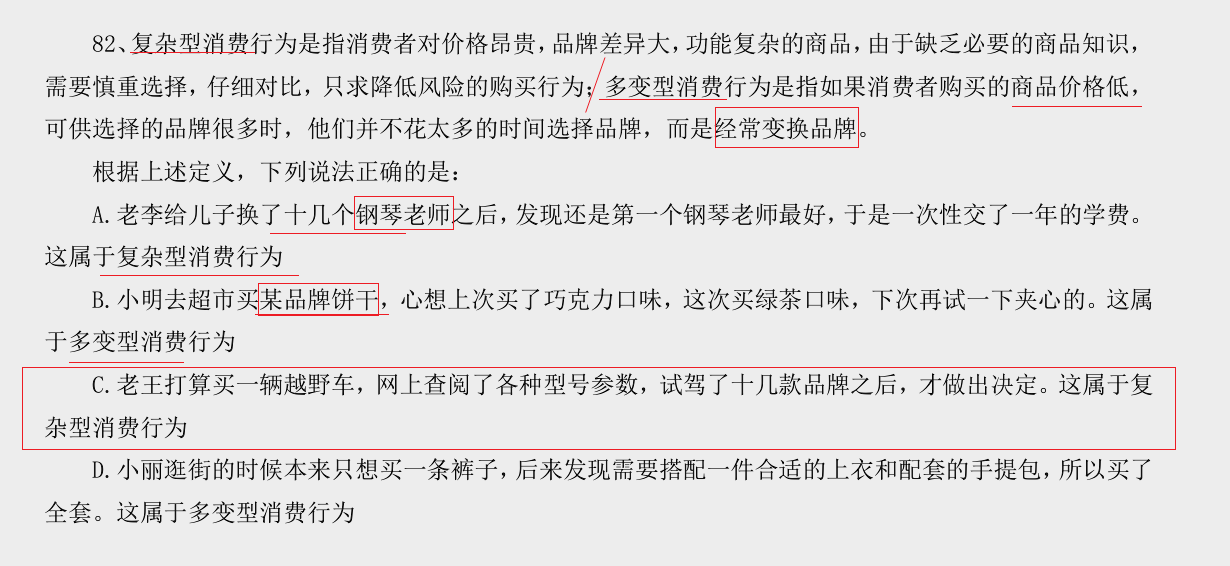 82、复杂型消费行为是指消费者对价格昂贵，品牌差异大，功能复杂的商品，由于缺乏必要的商品知识，
需要慎重选择，仔细对比，只求降低风险的购买行为；多变型消费行为是指如果消费者购买的商品价格低，
可供选择的品牌很多时，他们并不花太多的时间选择品牌，而是经常变换品牌。
根据上述定义，下列说法正确的是：
A.老李给儿子换了十几个钢琴老师之后，发现还是第一个钢琴老师最好，于是一次性交了一年的学费。
这属于复杂型消费行为
B.小明去超市买某品牌饼干，心想上次买了巧克力口味，这次买绿茶口味，下次再试一下夹心的。这属
于多变型消费行为
C.老王打算买一辆越野车，网上查阅了各种型号参数，试驾了十几款品牌之后，才做出决定。这属于复
杂型消费行为
D.小丽逛街的时候本来只想买一条裤子，后来发现需要搭配一件合适的上衣和配套的手提包，所以买了
全套。这属于多变型消费行为